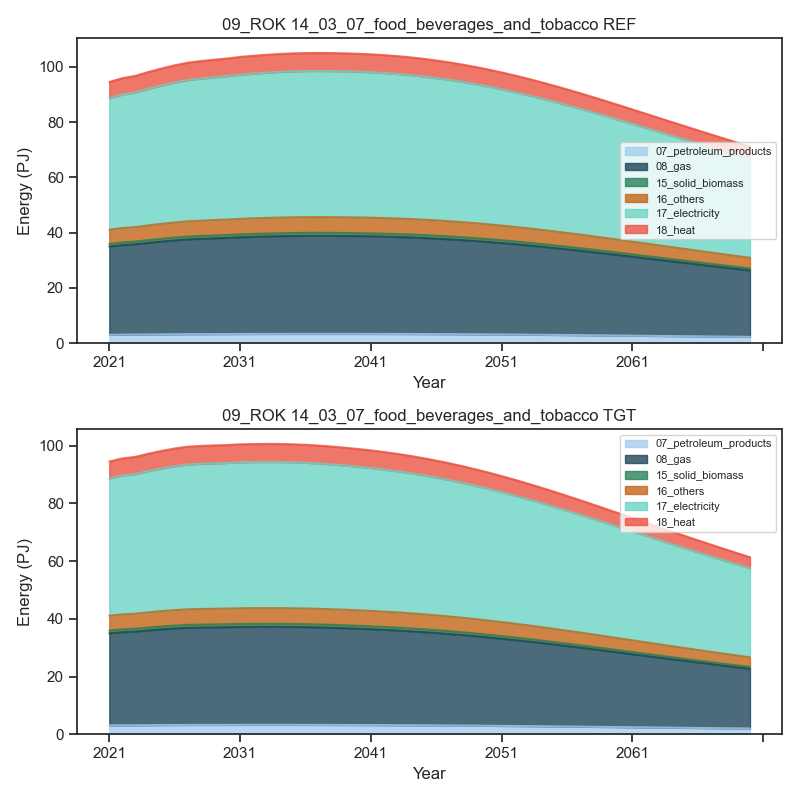 09_ROK 14_03_07_food_beverages_and_tobacco REF
100
80
60
40
20
0
Energy (PJ)
07_petroleum_products
08_gas
15_solid_biomass
16_others
17_electricity
18_heat
2021 2031 2041 2051 2061
Year
09_ROK 14_03_07_food_beverages_and_tobacco TGT
100
80
60
40
20
0
Energy (PJ)
07_petroleum_products
08_gas
15_solid_biomass
16_others
17_electricity
18_heat
2021 2031 2041 2051 2061
Year